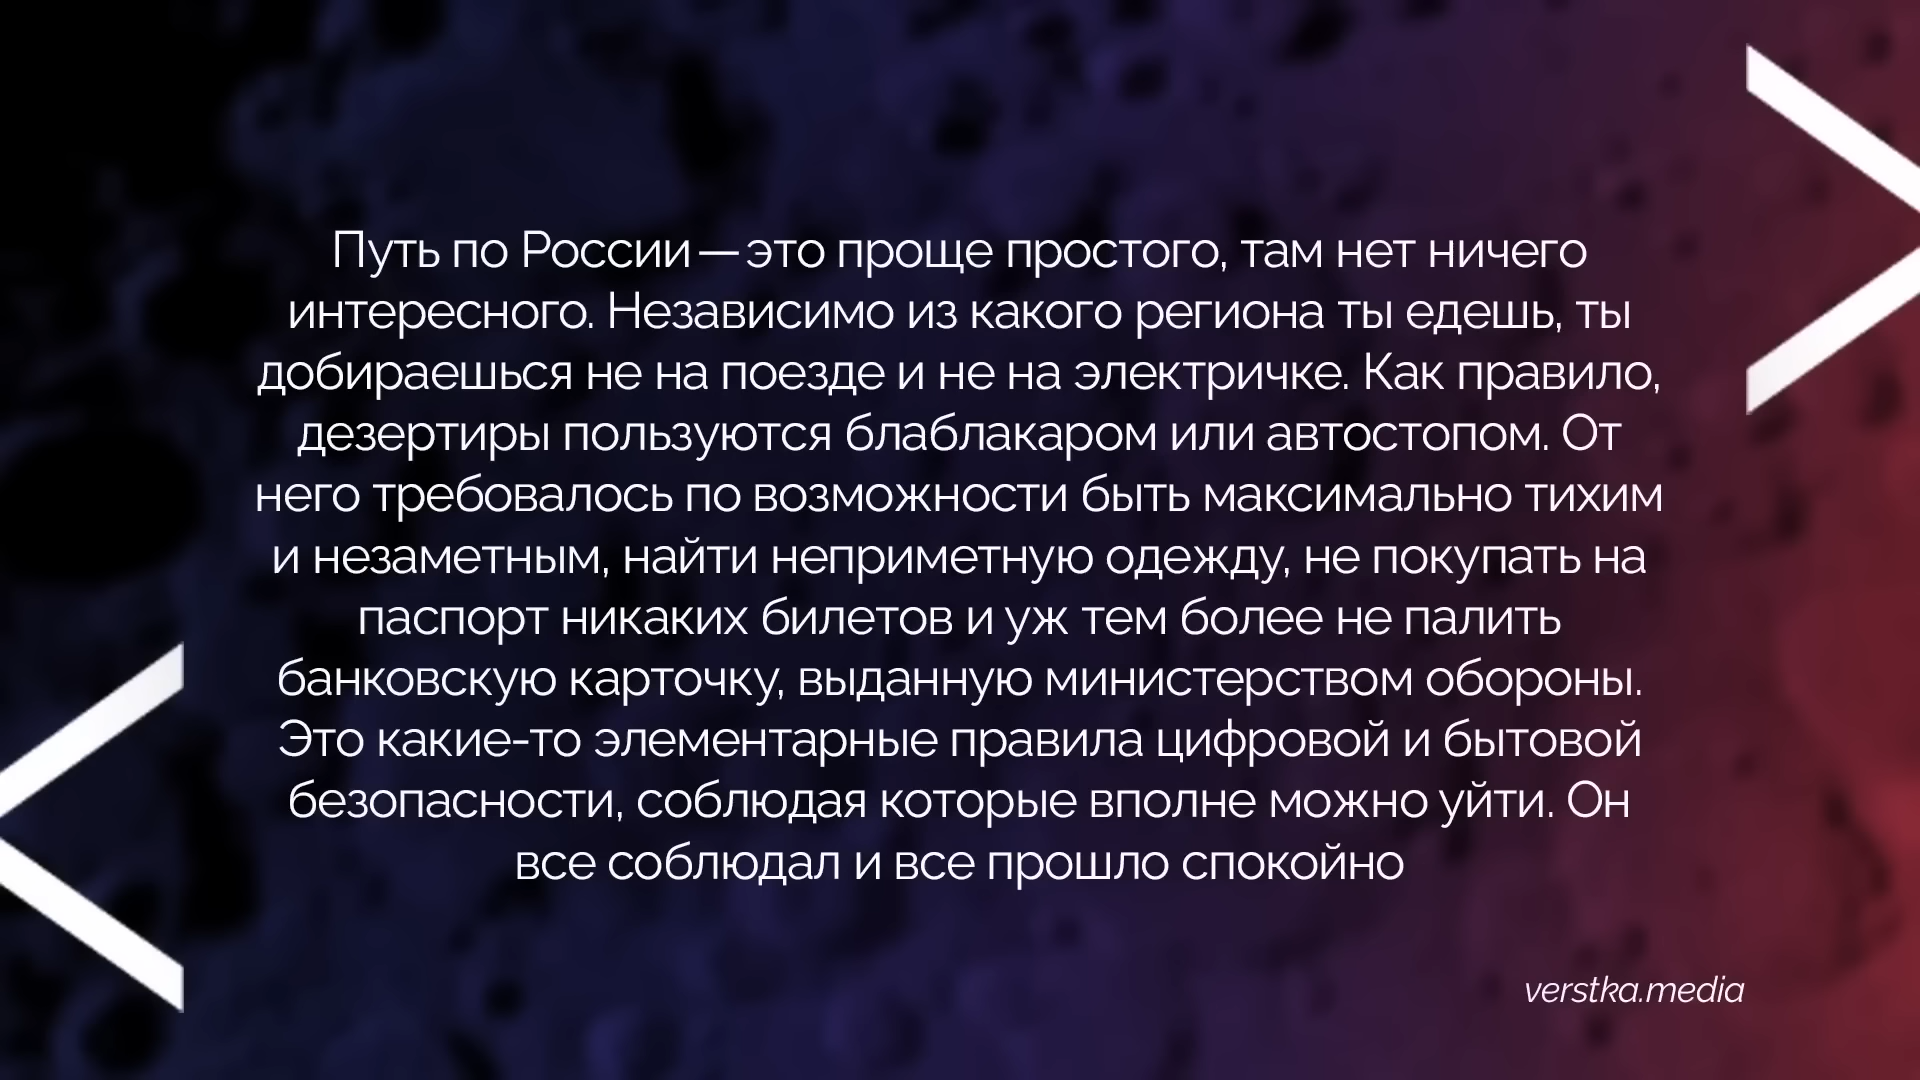 Путь по России — это проще простого, там нет ничего
интересного. Независимо из какого региона ты едешь, ты
добираешься не на поезде и не на электричке. Как правило,
дезертиры пользуются блаблакаром или автостопом. От
него требовалось по возможности быть максимально тихим
и незаметным, найти неприметную одежду, не покупать на
паспорт никаких билетов и уж тем более не палить
банковскую карточку, выданную министерством обороны.
Это какие-то элементарные правила цифровой и бытовой
безопасности, соблюдая которые вполне можно уйти. Он
все соблюдал и все прошло спокойно
verstka.media